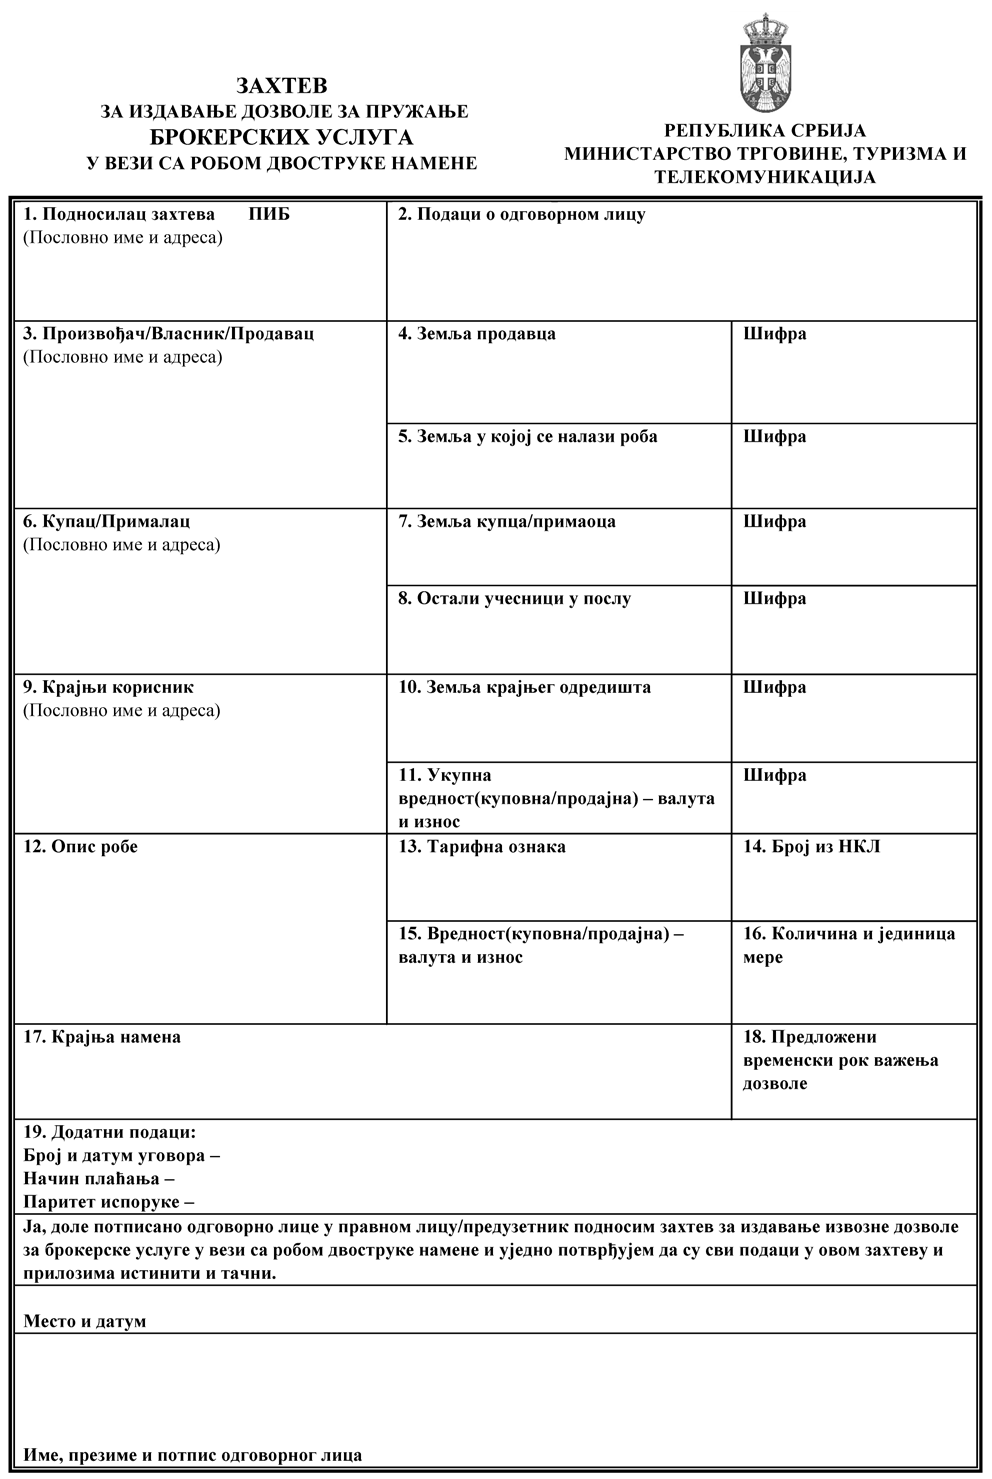 ЗАХТЕВ
ЗА ИЗДАВАЊЕ ДОЗВОЛЕ ЗА ПРУЖАЊЕ
БРОКЕРСКИХ УСЛУГА
У ВЕЗИ СА РОБОМ ДВОСТРУКЕ НАМЕНЕ
РЕПУБЛИКА СРБИЈА
МИНИСТАРСТВО ТРГОВИНЕ, ТУРИЗМА И
ТЕЛЕКОМУНИКАЦИЈА
1. Подносилац захтева ПИБ
(Пословно име и адреса)
2. Подаци о одговорном лицу
3. Произвођач/Власник/Продавац
(Пословно име и адреса)
4. Земља продавца
Шифра
5. Земља у којој се налази роба
Шифра
6. Купац/Прималац
(Пословно име и адреса)
7. Земља купца/примаоца
Шифра
8. Остали учесници у послу
Шифра
9. Крајњи корисник
(Пословно име и адреса)
10. Земља крајњег одредишта
Шифра
11. Укупна
вредност(куповна/продајна) – валута
и износ
Шифра
12. Опис робе
13. Тарифна ознака
14. Број из НКЛ
15. Вредност(куповна/продајна) –
валута и износ
16. Количина и јединица
мере
17. Крајња намена
18. Предложени
временски рок важења
дозволе
19. Додатни подаци:
Број и датум уговора –
Начин плаћања –
Паритет испоруке –
Ја, доле потписано одговорно лице у правном лицу/предузетник подносим захтев за издавање извозне дозволе
за брокерске услуге у вези са робом двоструке намене и уједно потврђујем да су сви подаци у овом захтеву и
прилозима истинити и тачни.
Место и датум
Име, презиме и потпис одговорног лица